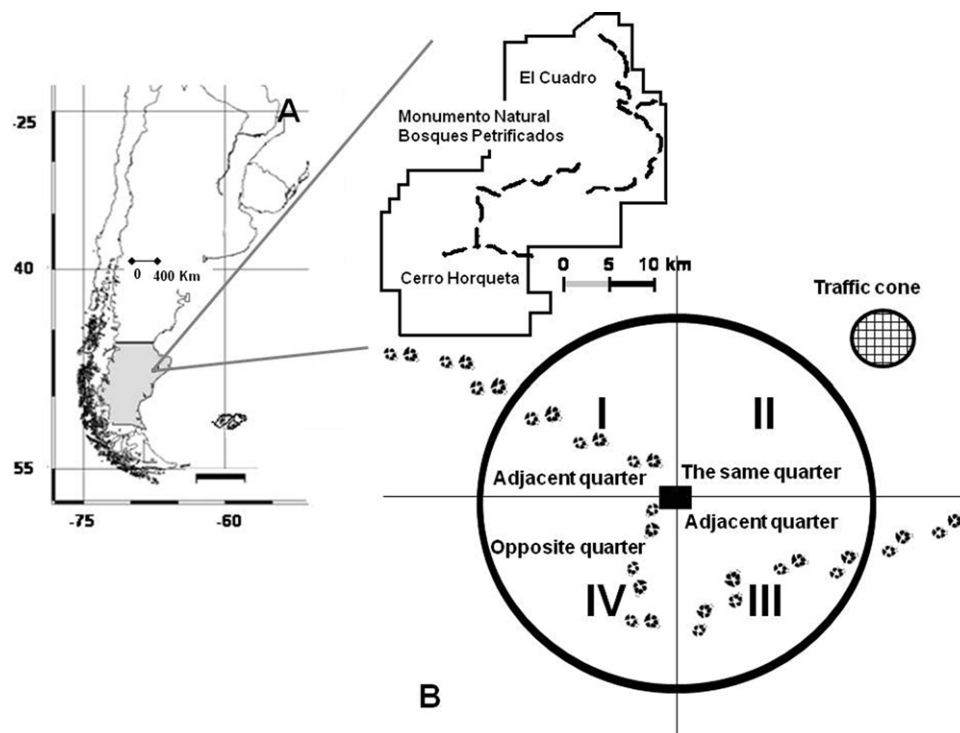 A
-25
40
55
-75
-60
0 400 Km
El Cuadro
Monumento Natural
Bosques Petrificados
Cerro Horqueta
0 5 10 km
Traffic cone
I
II
Adjacent quarter
The same quarter
Opposite quarter
Adjacent quarter
IV
III
B